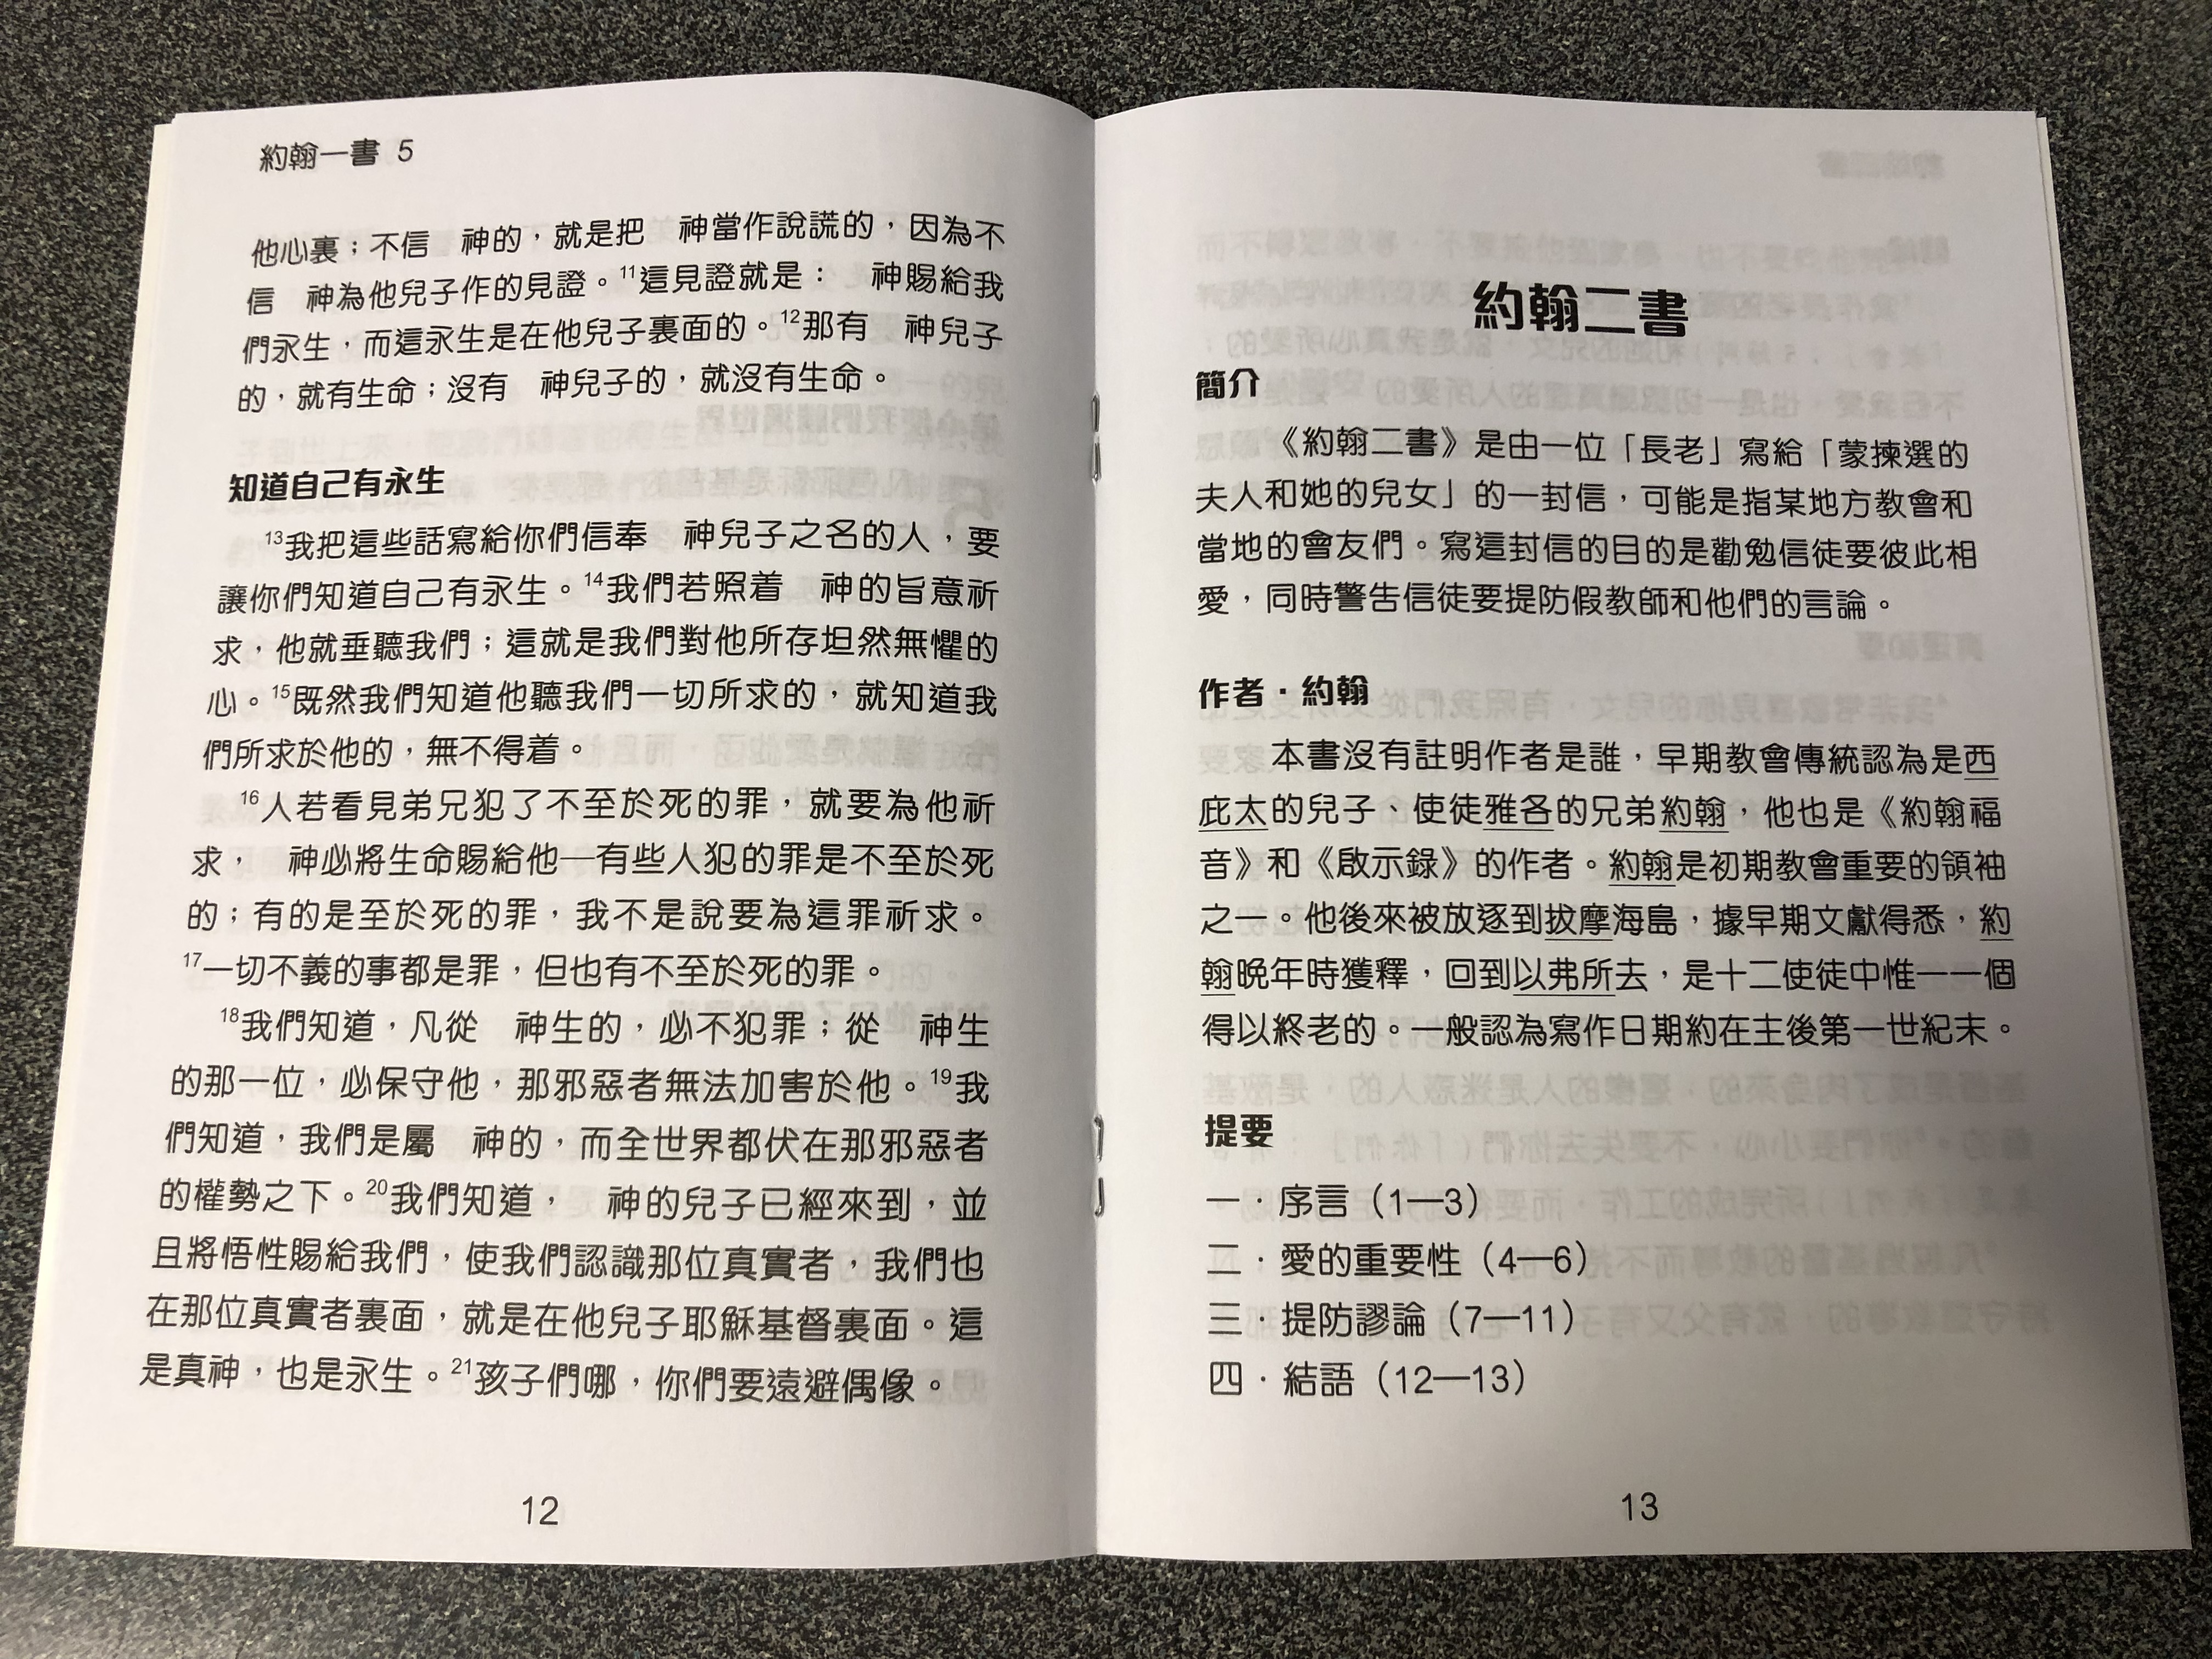 約翰一書 5
他心裏；不信　神的，就是把　神當作說謊的，因為不
信　神為他兒子作的見證。11這見證就是：　神賜給我
們永生，而這永生是在他兒子裏面的。12那有　神兒子
的，就有生命；沒有　神兒子的，就沒有生命。
知道自己有永生
13我把這些話寫給你們信奉　神兒子之名的人，要
讓你們知道自己有永生。14我們若照着　神的旨意祈
求，他就垂聽我們；這就是我們對他所存坦然無懼的
心。15既然我們知道他聽我們一切所求的，就知道我
們所求於他的，無不得着。
16人若看見弟兄犯了不至於死的罪，就要為他祈
求，　神必將生命賜給他—有些人犯的罪是不至於死
的；有的是至於死的罪，我不是說要為這罪祈求。
17一切不義的事都是罪，但也有不至於死的罪。
18我們知道，凡從　神生的，必不犯罪；從　神生
的那一位，必保守他，那邪惡者無法加害於他。19我
們知道，我們是屬　神的，而全世界都伏在那邪惡者
的權勢之下。20我們知道，　神的兒子已經來到，並
且將悟性賜給我們，使我們認識那位真實者，我們也
在那位真實者裏面，就是在他兒子耶穌基督裏面。這
是真神，也是永生。21孩子們哪，你們要遠避偶像。
12
約翰二書
簡介
《約翰二書》是由一位「長老」寫給「蒙揀選的
夫人和她的兒女」的一封信，可能是指某地方教會和
當地的會友們。寫這封信的目的是勸勉信徒要彼此相
愛，同時警告信徒要提防假教師和他們的言論。
作者·約翰
本書沒有註明作者是誰，早期教會傳統認為是西
庇太的兒子、使徒雅各的兄弟約翰，他也是《約翰福
音》和《啟示錄》的作者。約翰是初期教會重要的領袖
之一。他後來被放逐到拔摩海島，據早期文獻得悉，約
翰晚年時獲釋，回到以弗所去，是十二使徒中惟一一個
得以終老的。一般認為寫作日期約在主後第一世紀末。
提要
一·序言（1—3）
二·愛的重要性（4—6）
三·提防謬論（7—11）
四·結語（12—13）
13